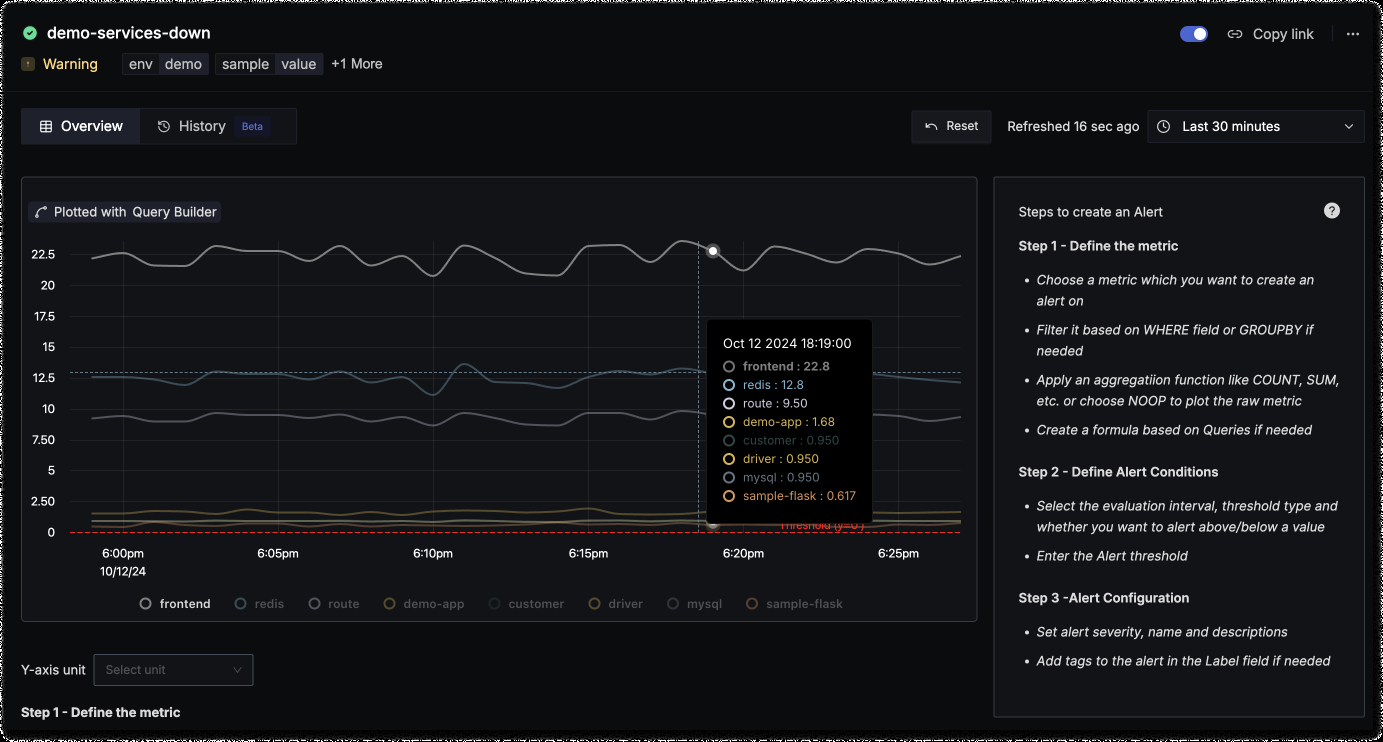 demo-services-down
Copy link
Warning env demo sample value +1 More
Overview History Beta
Reset Refreshed 16 sec ago Last 30 minutes
Plotted with Query Builder
22.5
20
17.5
15
12.5
10
7.50
5
2.50
0
Oct 12 2024 18:19:00
frontend : 22.8
redis : 12.8
route : 9.50
demo-app : 1.68
customer : 0.950
driver : 0.950
mysql : 0.950
sample-flask : 0.617
Threshold (y=0 )
6:00pm 6:05pm 6:10pm 6:15pm 6:20pm 6:25pm
10/12/24
frontend redis route demo-app customer driver mysql sample-flask
Y-axis unit Select unit
Step 1 - Define the metric
Steps to create an Alert ?
Step 1 - Define the metric
• Choose a metric which you want to create an
alert on
• Filter it based on WHERE field or GROUPBY if
needed
• Apply an aggregatiion function like COUNT, SUM,
etc. or choose NOOP to plot the raw metric
• Create a formula based on Queries if needed
Step 2 - Define Alert Conditions
• Select the evaluation interval, threshold type and
whether you want to alert above/below a value
• Enter the Alert threshold
Step 3 -Alert Configuration
• Set alert severity, name and descriptions
• Add tags to the alert in the Label field if needed